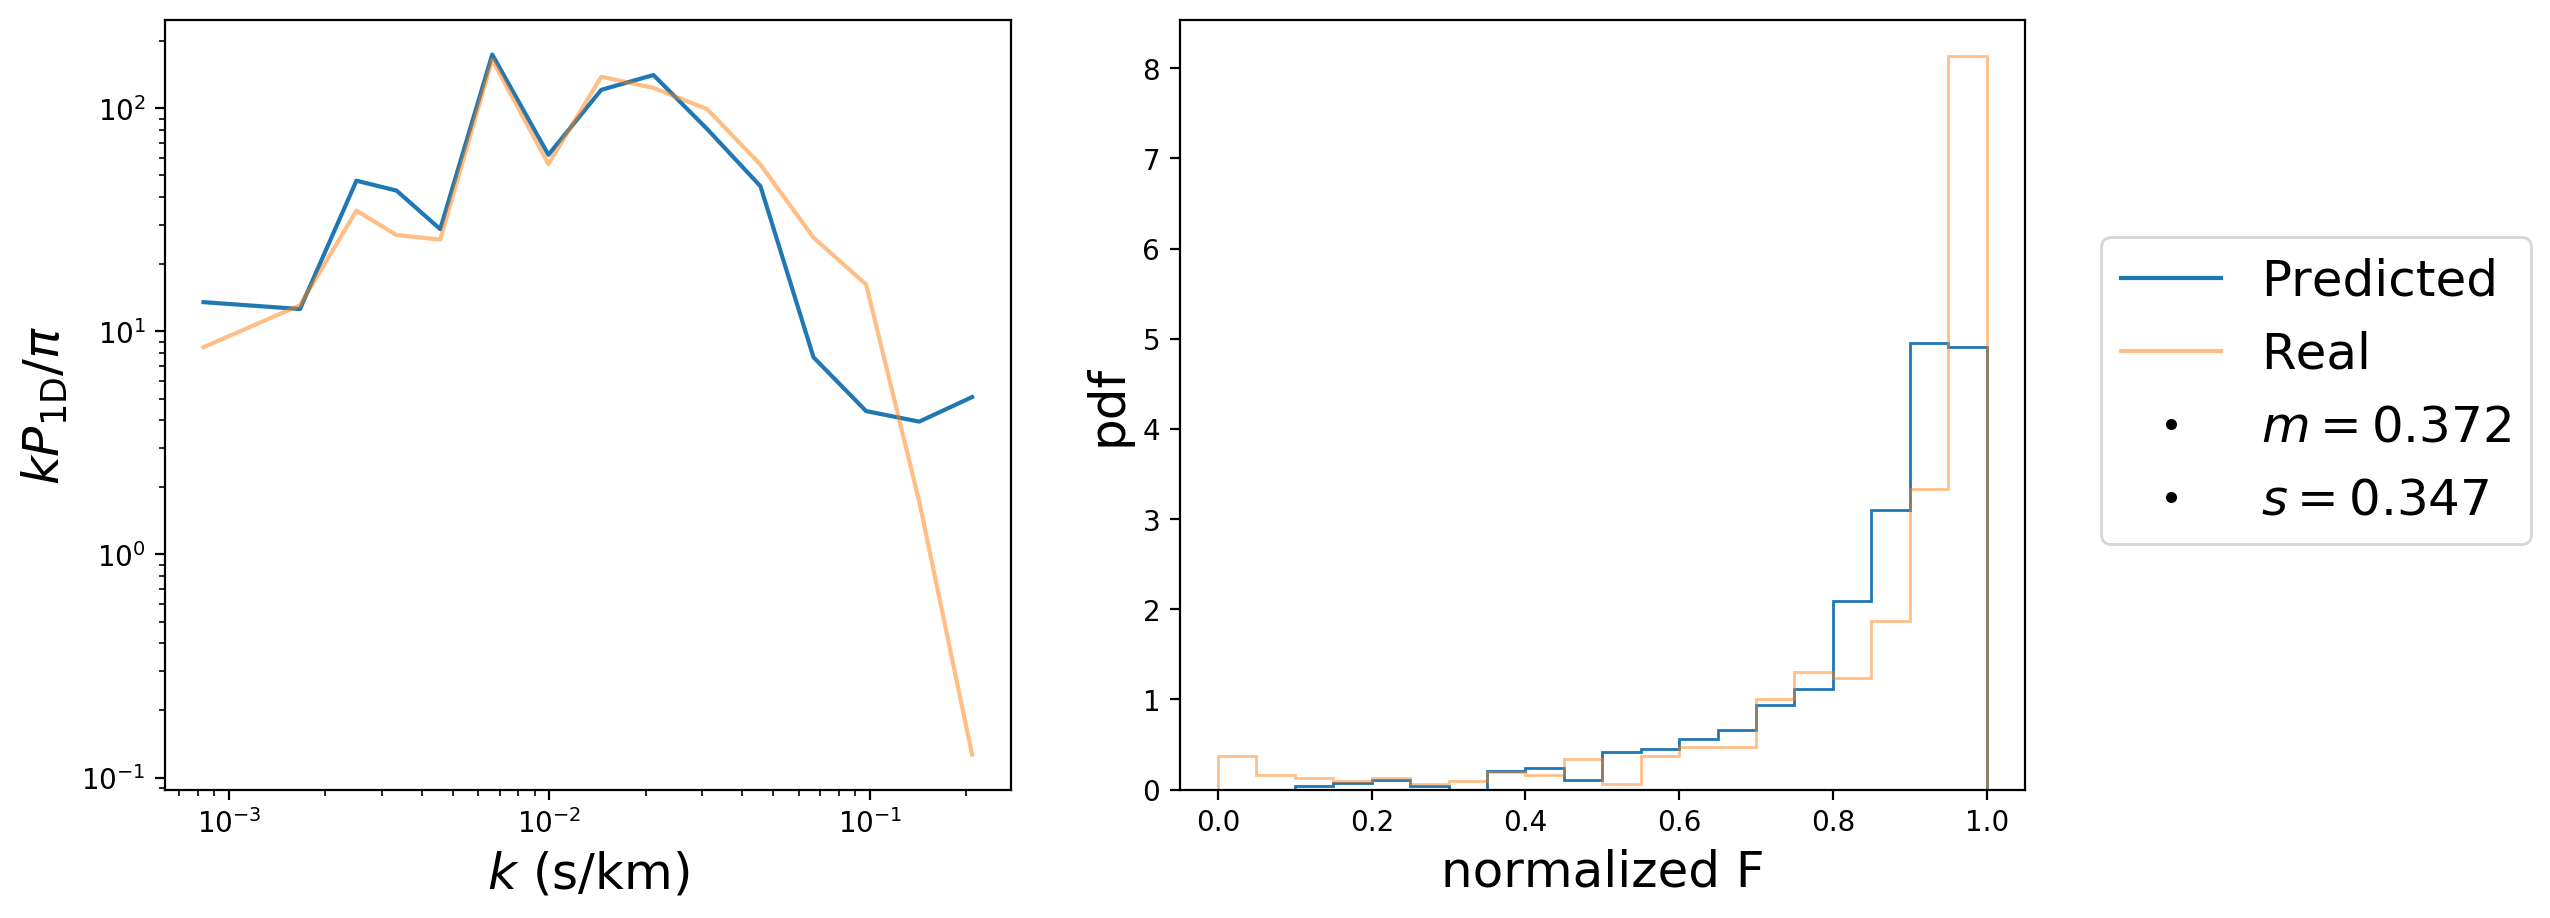 10²
10¹
10⁰
10⁻¹
kP₁D/π
10⁻³ 10⁻² 10⁻¹
k (s/km)
8
7
6
5
4
3
2
1
0
pdf
0.0 0.2 0.4 0.6 0.8 1.0
normalized F
Predicted
Real
m = 0.372
s = 0.347